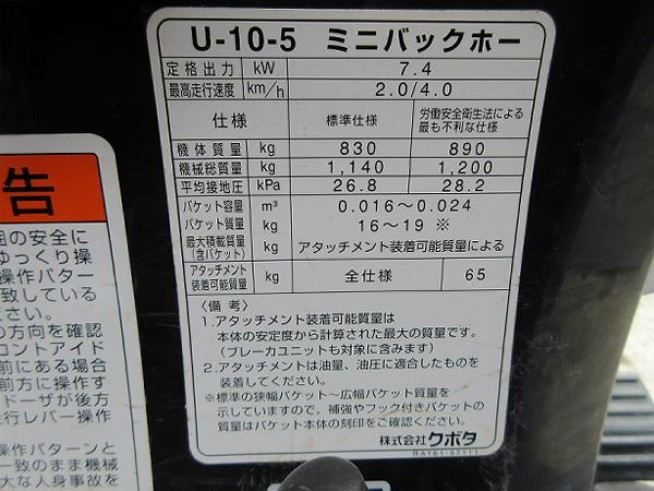 U-10-5 ミニバックホー
定格出力 kW 7.4
最高走行速度 km/h 2.0/4.0
仕様 標準仕様 労働安全衛生法による
最も不利な仕様
機体質量 kg 830 890
機械総質量 kg 1,140 1,200
平均接地圧 kPa 26.8 28.2
バケット容量 m³ 0.016〜0.024
バケット質量 kg 16〜19 ※
最大積載質量
(含バケット) kg アタッチメント装着可能質量による
アタッチメント
装着可能質量 kg 全仕様 65
〈備考〉
1.アタッチメント装着可能質量は
本体の安定度から計算された最大の質量です。
(ブレーカユニットも対象に含みます)
2.アタッチメントは油量、油圧に適合したものを
装着してください。
※標準の狭幅バケット〜広幅バケット質量を
示していますので、補強やフック付きバケットの
質量はバケット本体の刻印をご確認ください。
株式会社クボタ
告
の安全に
ゆっくり操
操作パター
致している
ださい。
の方向を確認
ロントアイド
前にある場合
前方に操作す
ドーザが後方
行レバー操作
作パターンと
一致のまま機械
大な人身事故を